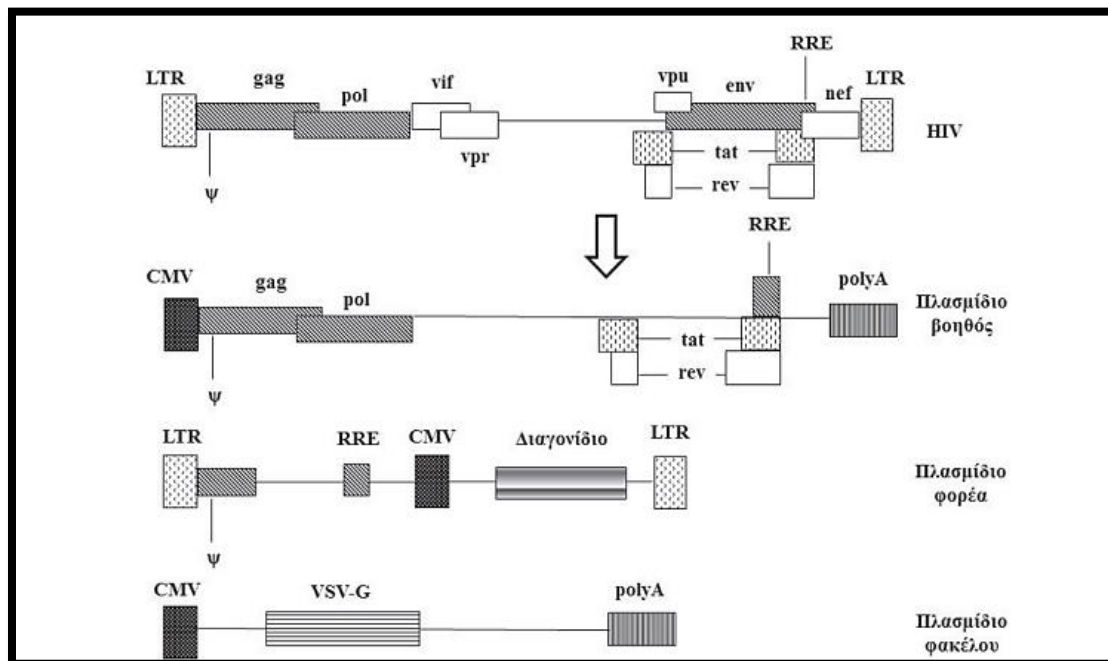 RRE
LTR gag pol vif vpu env nef LTR
HIV
vpr tat
rev
ψ
RRE
CMV gag pol polyA
Πλασμίδιο
βοηθός
tat
rev
ψ
LTR RRE CMV Διαγονίδιο LTR
Πλασμίδιο
φορέα
ψ
CMV VSV-G polyA
Πλασμίδιο
φακέλου